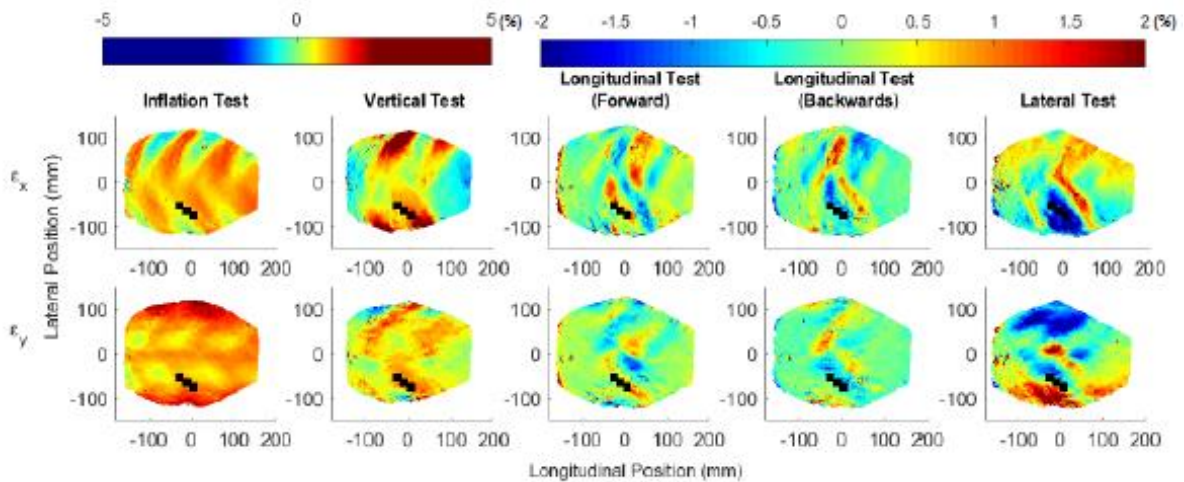 -5 0 5 (%)
-2 -1.5 -1 -0.5 0 0.5 1 1.5 2 (%)
Inflation Test
Vertical Test
Longitudinal Test
(Forward)
Longitudinal Test
(Backwards)
Lateral Test
Lateral Position (mm)
εx
100 100 100 100 100
0 0 0 0 0
-100 -100 -100 -100 -100
-100 0 100 200 -100 0 100 200 -100 0 100 200 -100 0 100 200 -100 0 100 200
εy
100 100 100 100 100
0 0 0 0 0
-100 -100 -100 -100 -100
-100 0 100 200 -100 0 100 200 -100 0 100 200 -100 0 100 200 -100 0 100 200
Longitudinal Position (mm)